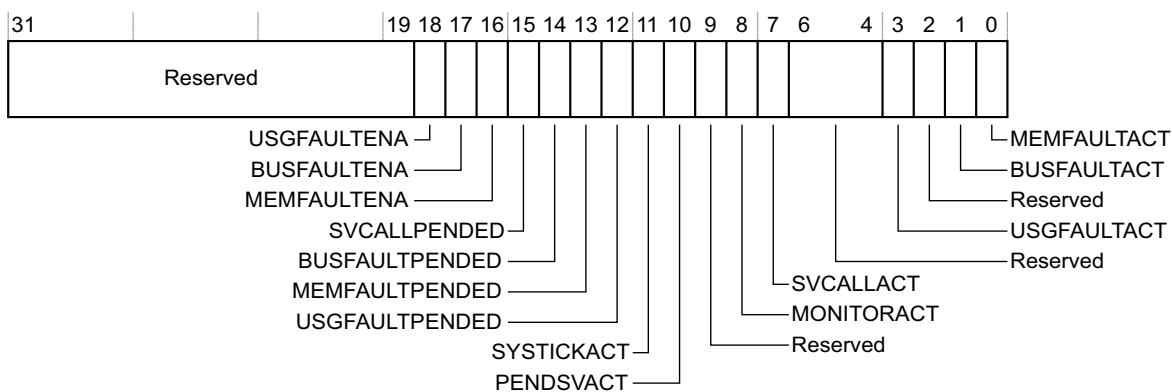 31 19 18 17 16 15 14 13 12 11 10 9 8 7 6 4 3 2 1 0
Reserved
USGFAULTENA MEMFAULTACT
BUSFAULTENA BUSFAULTACT
MEMFAULTENA Reserved
SVCALLPENDED USGFAULTACT
BUSFAULTPENDED Reserved
SVCALLACT
MEMFAULTPENDED
MONITORACT
USGFAULTPENDED
Reserved
SYSTICKACT
PENDSVACT